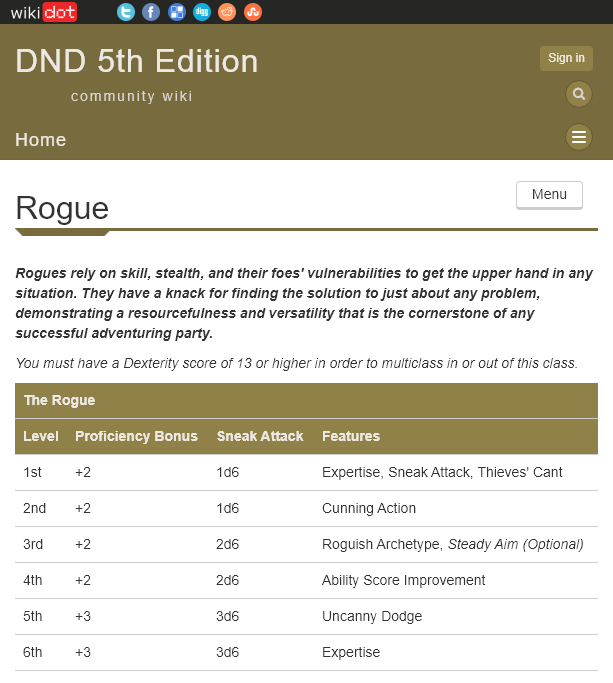 wikidot digg
DND 5th Edition
Sign in
community wiki
Home
Menu
Rogue
Rogues rely on skill, stealth, and their foes' vulnerabilities to get the upper hand in any
situation. They have a knack for finding the solution to just about any problem,
demonstrating a resourcefulness and versatility that is the cornerstone of any
successful adventuring party.
You must have a Dexterity score of 13 or higher in order to multiclass in or out of this class.
The Rogue
Level Proficiency Bonus Sneak Attack Features
1st +2 1d6 Expertise, Sneak Attack, Thieves' Cant
2nd +2 1d6 Cunning Action
3rd +2 2d6 Roguish Archetype, Steady Aim (Optional)
4th +2 2d6 Ability Score Improvement
5th +3 3d6 Uncanny Dodge
6th +3 3d6 Expertise